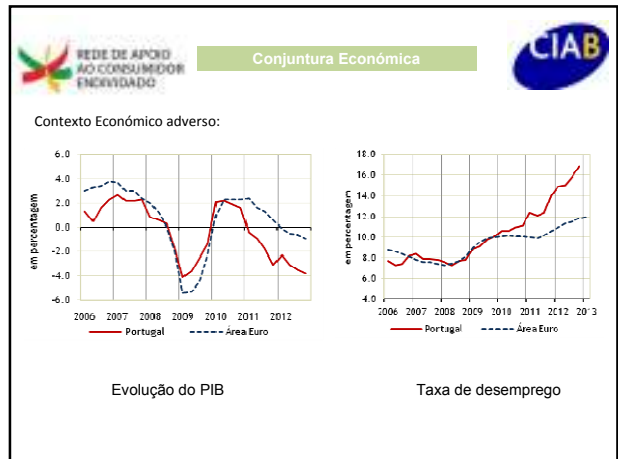 REDE DE APOIO
AO CONSUMIDOR
ENDIVIDADO
Conjuntura Económica
CIAB
Contexto Económico adverso:
em percentagem
6.0
4.0
2.0
0.0
-2.0
-4.0
-6.0
2006 2007 2008 2009 2010 2011 2012
Portugal Área Euro
em percentagem
18.0
16.0
14.0
12.0
10.0
8.0
6.0
4.0
2006 2007 2008 2009 2010 2011 2012 2013
Portugal Área Euro
Evolução do PIB
Taxa de desemprego